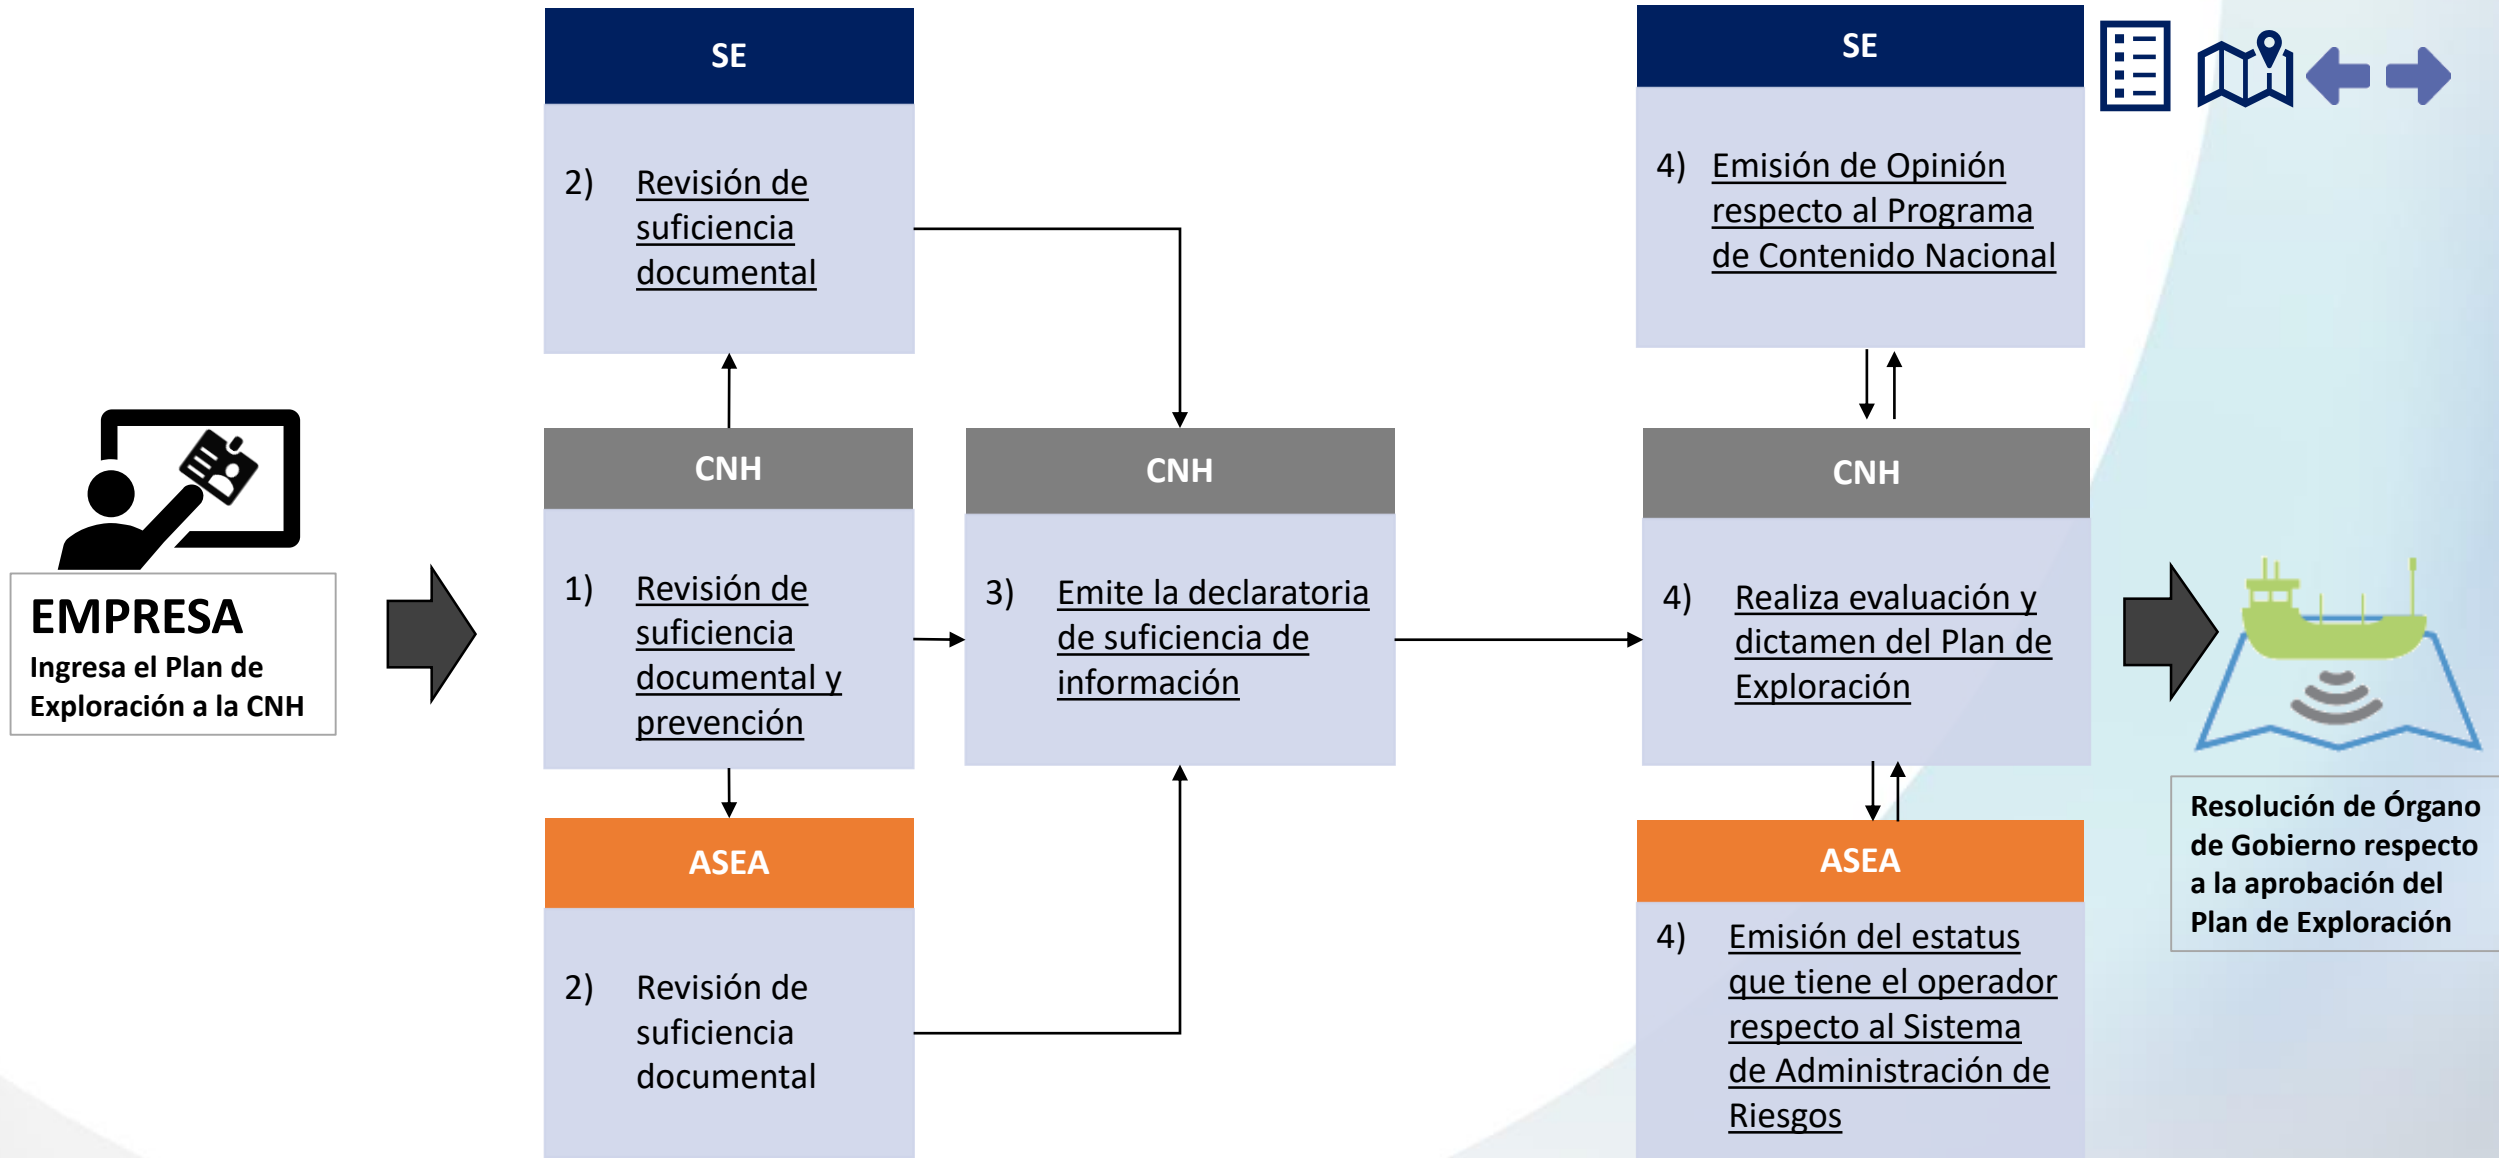 EMPRESA
Ingresa el Plan de
Exploración a la CNH
SE
2) Revisión de
suficiencia
documental
CNH
1) Revisión de
suficiencia
documental y
prevención
ASEA
2) Revisión de
suficiencia
documental
CNH
3) Emite la declaratoria
de suficiencia de
información
SE
4) Emisión de Opinión
respecto al Programa
de Contenido Nacional
CNH
4) Realiza evaluación y
dictamen del Plan de
Exploración
ASEA
4) Emisión del estatus
que tiene el operador
respecto al Sistema
de Administración de
Riesgos
Resolución de Órgano
de Gobierno respecto
a la aprobación del
Plan de Exploración